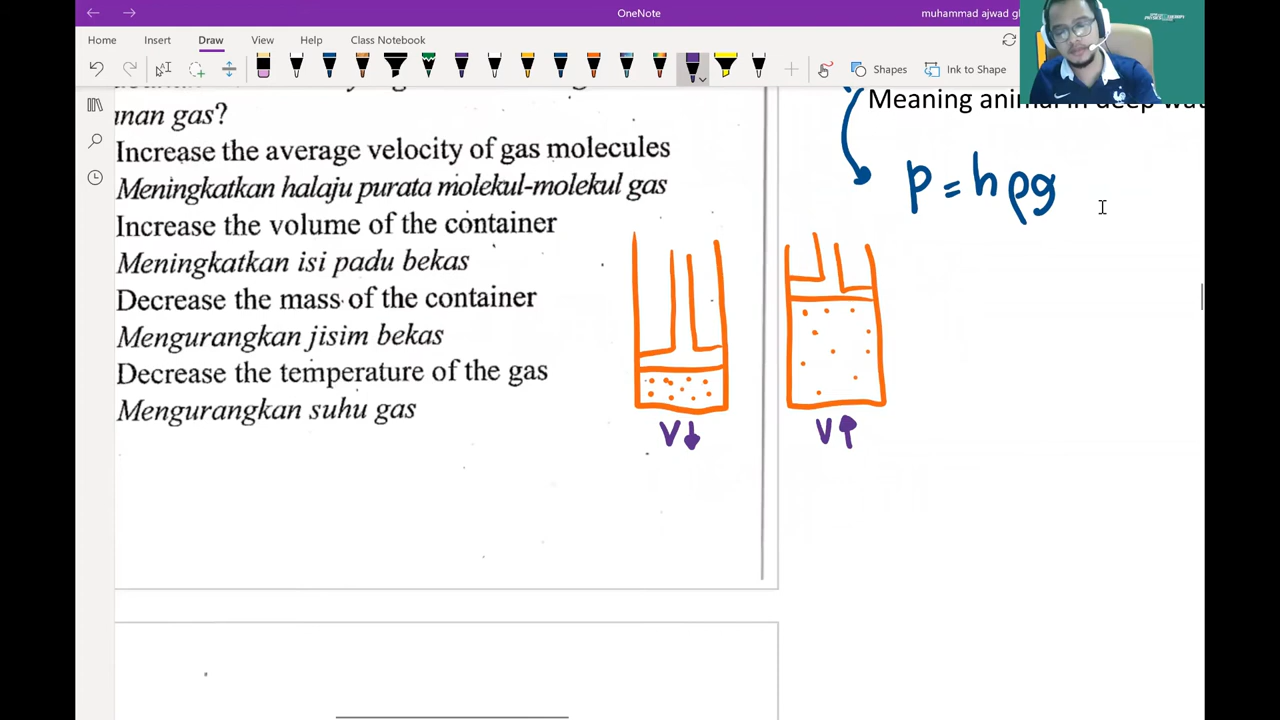 OneNote
muhammad ajwad gh
Home Insert Draw View Help Class Notebook
Shapes Ink to Shape
Meaning animal in deep wat
anan gas?
Increase the average velocity of gas molecules
Meningkatkan halaju purata molekul-molekul gas
Increase the volume of the container
Meningkatkan isi padu bekas
Decrease the mass of the container
Mengurangkan jisim bekas
Decrease the temperature of the gas
Mengurangkan suhu gas
p = hρg
V↓
V↑